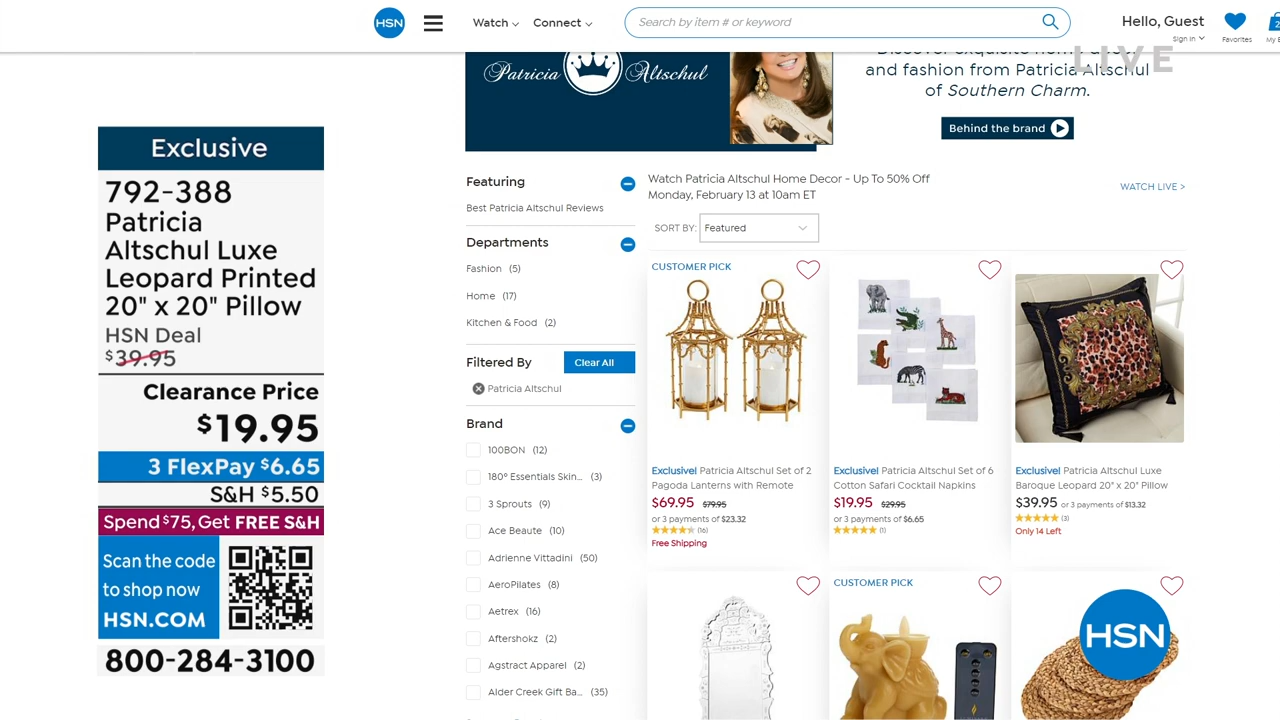 HSN
Watch
Connect
Search by item # or keyword
Hello, Guest
Sign In
Favorites
LIVE
Exclusive
792-388
Patricia
Altschul Luxe
Leopard Printed
20" x 20" Pillow
HSN Deal
$39.95
Clearance Price
$19.95
3 FlexPay $6.65
S&H $5.50
Spend $75, Get FREE S&H
Scan the code
to shop now
HSN.COM
800-284-3100
Patricia Altschul
and fashion from Patricia Altschul
of Southern Charm.
Behind the brand
Featuring
Best Patricia Altschul Reviews
Departments
Fashion (5)
Home (17)
Kitchen & Food (2)
Filtered By
Clear All
Patricia Altschul
Brand
100BON (12)
180° Essentials Skin... (3)
3 Sprouts (9)
Ace Beaute (10)
Adrienne Vittadini (50)
AeroPilates (8)
Aetrex (16)
Aftershokz (2)
Agstract Apparel (2)
Alder Creek Gift Ba... (35)
Watch Patricia Altschul Home Decor - Up To 50% Off
Monday, February 13 at 10am ET
WATCH LIVE >
SORT BY: Featured
CUSTOMER PICK
Exclusive! Patricia Altschul Set of 2
Pagoda Lanterns with Remote
$69.95 $79.95
or 3 payments of $23.32
(16)
Free Shipping
Exclusive! Patricia Altschul Set of 6
Cotton Safari Cocktail Napkins
$19.95 $29.95
or 3 payments of $6.65
(1)
Exclusive! Patricia Altschul Luxe
Baroque Leopard 20" x 20" Pillow
$39.95 or 3 payments of $13.32
(3)
Only 14 Left
CUSTOMER PICK
HSN